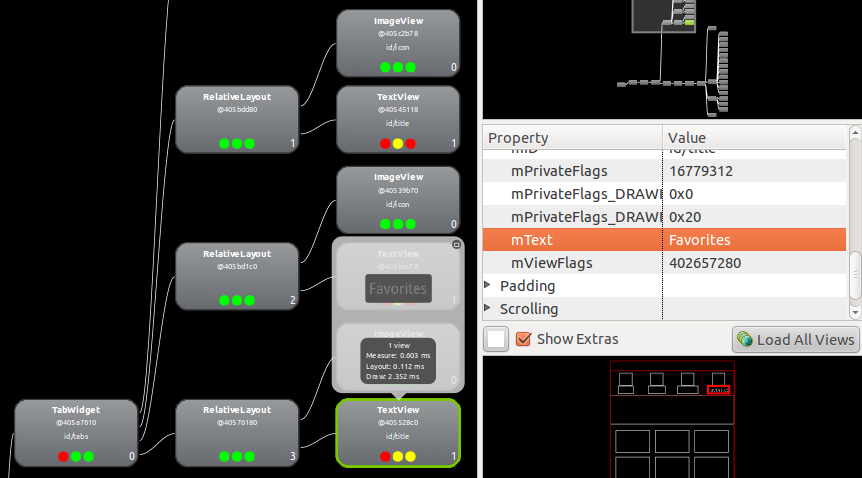 ImageView
@405c2b78
id/icon
0
RelativeLayout
@405bdd80
1
TextView
@40545118
id/title
1
ImageView
@40539b70
id/icon
0
RelativeLayout
@405bd1c0
2
TextView
Favorites
1
ImageView
1 view
Measure: 0.603 ms
Layout: 0.112 ms
Draw: 2.352 ms
0
TabWidget
@405a7610
id/tabs
0
RelativeLayout
@40576180
3
TextView
@405528c0
id/title
1
Property Value
mID id/title
mPrivateFlags 16779312
mPrivateFlags_DRAWI 0x0
mPrivateFlags_DRAWI 0x20
mText Favorites
mViewFlags 402657280
Padding
Scrolling
Show Extras
Load All Views